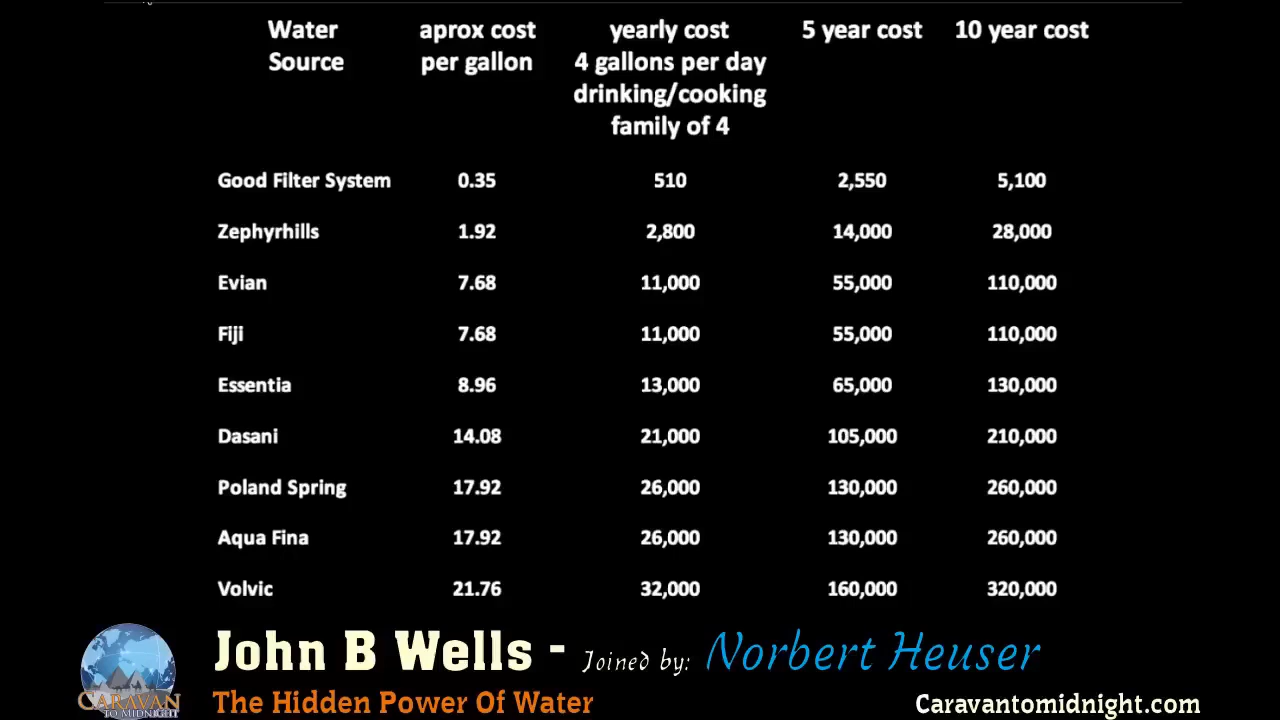 Water Source aprox cost per gallon yearly cost 4 gallons per day drinking/cooking family of 4 5 year cost 10 year cost
Good Filter System 0.35 510 2,550 5,100
Zephyrhills 1.92 2,800 14,000 28,000
Evian 7.68 11,000 55,000 110,000
Fiji 7.68 11,000 55,000 110,000
Essentia 8.96 13,000 65,000 130,000
Dasani 14.08 21,000 105,000 210,000
Poland Spring 17.92 26,000 130,000 260,000
Aqua Fina 17.92 26,000 130,000 260,000
Volvic 21.76 32,000 160,000 320,000
John B Wells - Joined by: Norbert Heuser
CARAVAN
TO MIDNIGHT
The Hidden Power Of Water
Caravantomidnight.com